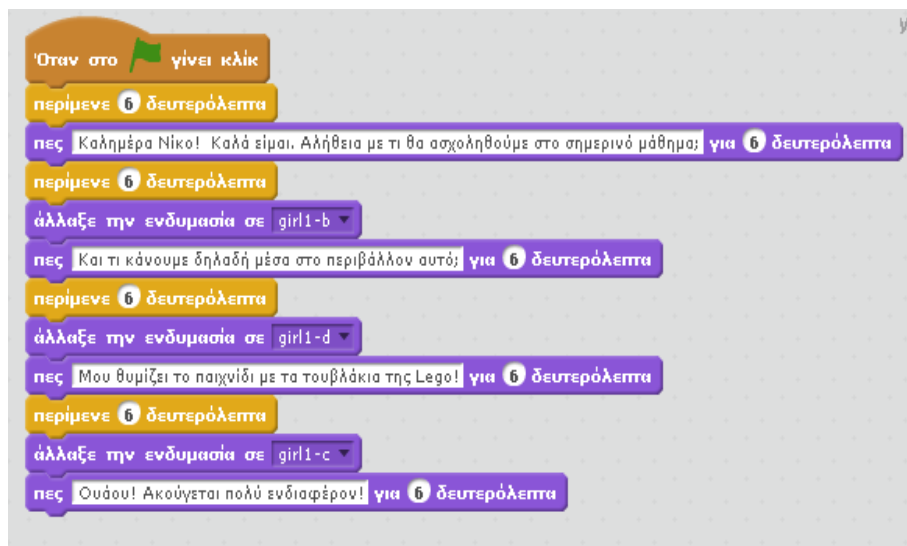 Όταν στο γίνει κλίκ
περίμενε 6 δευτερόλεπτα
πες Καλημέρα Νίκο! Καλά είμαι. Αλήθεια με τι θα ασχοληθούμε στο σημερινό μάθημα; για 6 δευτερόλεπτα
περίμενε 6 δευτερόλεπτα
άλλαξε την ενδυμασία σε girl1-b
πες Και τι κάνουμε δηλαδή μέσα στο περιβάλλον αυτό; για 6 δευτερόλεπτα
περίμενε 6 δευτερόλεπτα
άλλαξε την ενδυμασία σε girl1-d
πες Μου θυμίζει το παιχνίδι με τα τουβλάκια της Lego! για 6 δευτερόλεπτα
περίμενε 6 δευτερόλεπτα
άλλαξε την ενδυμασία σε girl1-c
πες Ουάου! Ακούγεται πολύ ενδιαφέρον! για 6 δευτερόλεπτα